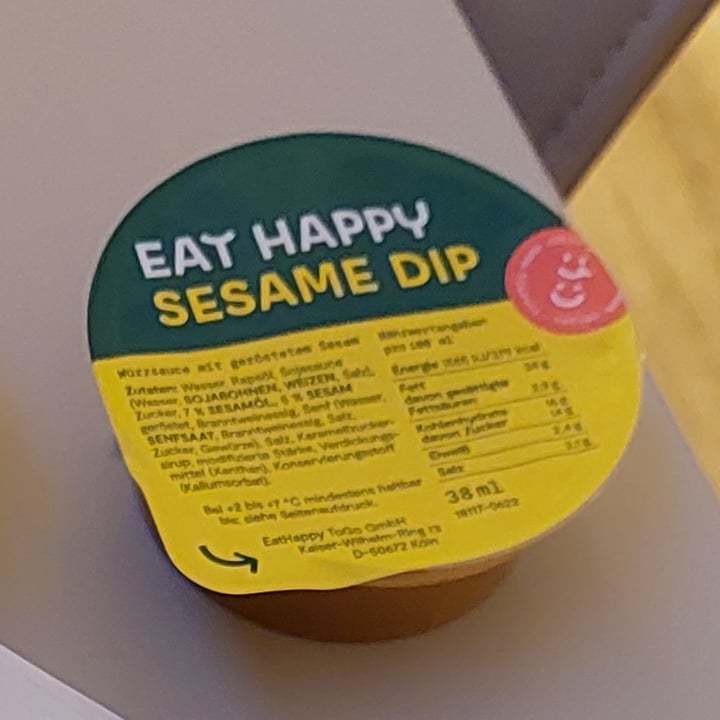 EAT HAPPY
SESAME DIP
Würzsauce mit geröstetem Sesam
Zutaten: Wasser, Rapsöl, Sojasauce
(Wasser, SOJABOHNEN, WEIZEN, Salz),
Zucker, 7 % SESAMÖL, 6 % SESAM
geröstet, Branntweinessig, Senf (Wasser,
SENFSAAT, Branntweinessig, Salz,
Zucker, Gewürze), Salz, Karamellzucker-
sirup, modifizierte Stärke, Verdickungs-
mittel (Xanthan), Konservierungsstoff
(Kaliumsorbat).
Bei +2 bis +7 °C mindestens haltbar
bis: siehe Seitenaufdruck.
EatHappy ToGo GmbH
Kaiser-Wilhelm-Ring 13
D-50672 Köln
Nährwertangaben
pro 100 ml
Energie
Fett
davon gesättigte
Fettsäuren
Kohlenhydrate
davon Zucker
Eiweiß
Salz
38 ml
18117-0622